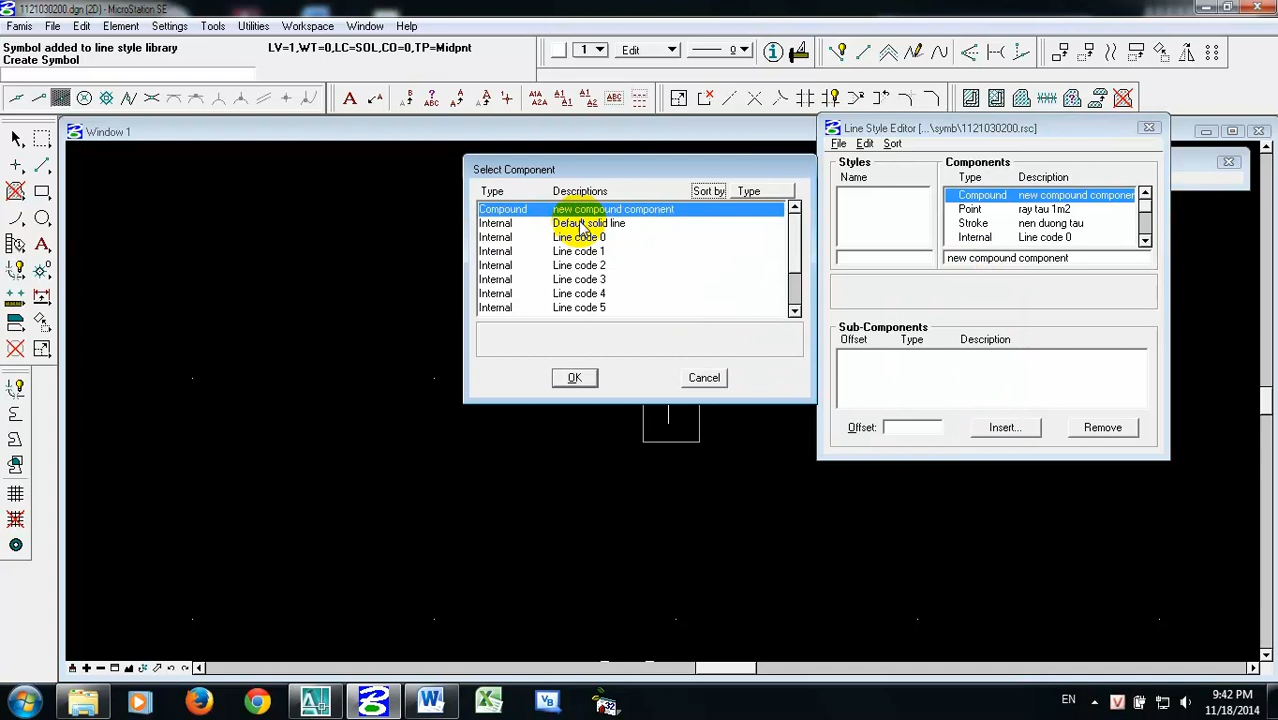 1121030200.dgn (2D) - MicroStation SE
Famis File Edit Element Settings Tools Utilities Workspace Window Help
Symbol added to line style library LV=1,WT=0,LC=SOL,CO=0,TP=Midpnt
Create Symbol
1 Edit 0
Window 1
Line Style Editor [...\symb\1121030200.rsc]
File Edit Sort
Styles
Name
Components
Type Description
Compound new compound componer
Point ray tau 1m2
Stroke nen duong tau
Internal Line code 0
new compound component
Sub-Components
Offset Type Description
Offset: Insert... Remove
Select Component
Type Descriptions Sort by Type
Compound new compound component
Internal Default solid line
Internal Line code 0
Internal Line code 1
Internal Line code 2
Internal Line code 3
Internal Line code 4
Internal Line code 5
OK Cancel
EN
9:42 PM
11/18/2014